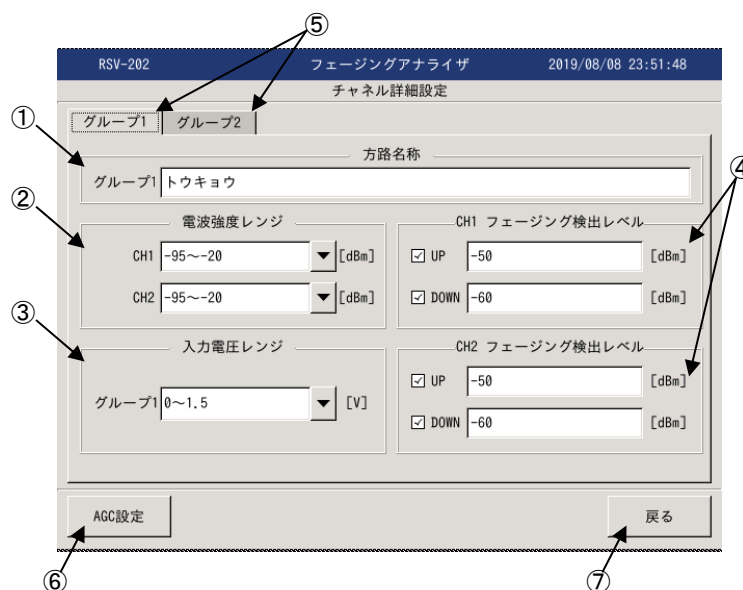 ⑤
RSV-202 フェージングアナライザ 2019/08/08 23:51:48
チャネル詳細設定
① グループ1 グループ2
方路名称
グループ1 トウキョウ
④
② 電波強度レンジ CH1 フェージング検出レベル
CH1 -95～-20 [dBm] UP -50 [dBm]
CH2 -95～-20 [dBm] DOWN -60 [dBm]
③ 入力電圧レンジ CH2 フェージング検出レベル
UP -50 [dBm]
グループ1 0～1.5 [V]
DOWN -60 [dBm]
AGC設定 戻る
⑥ ⑦